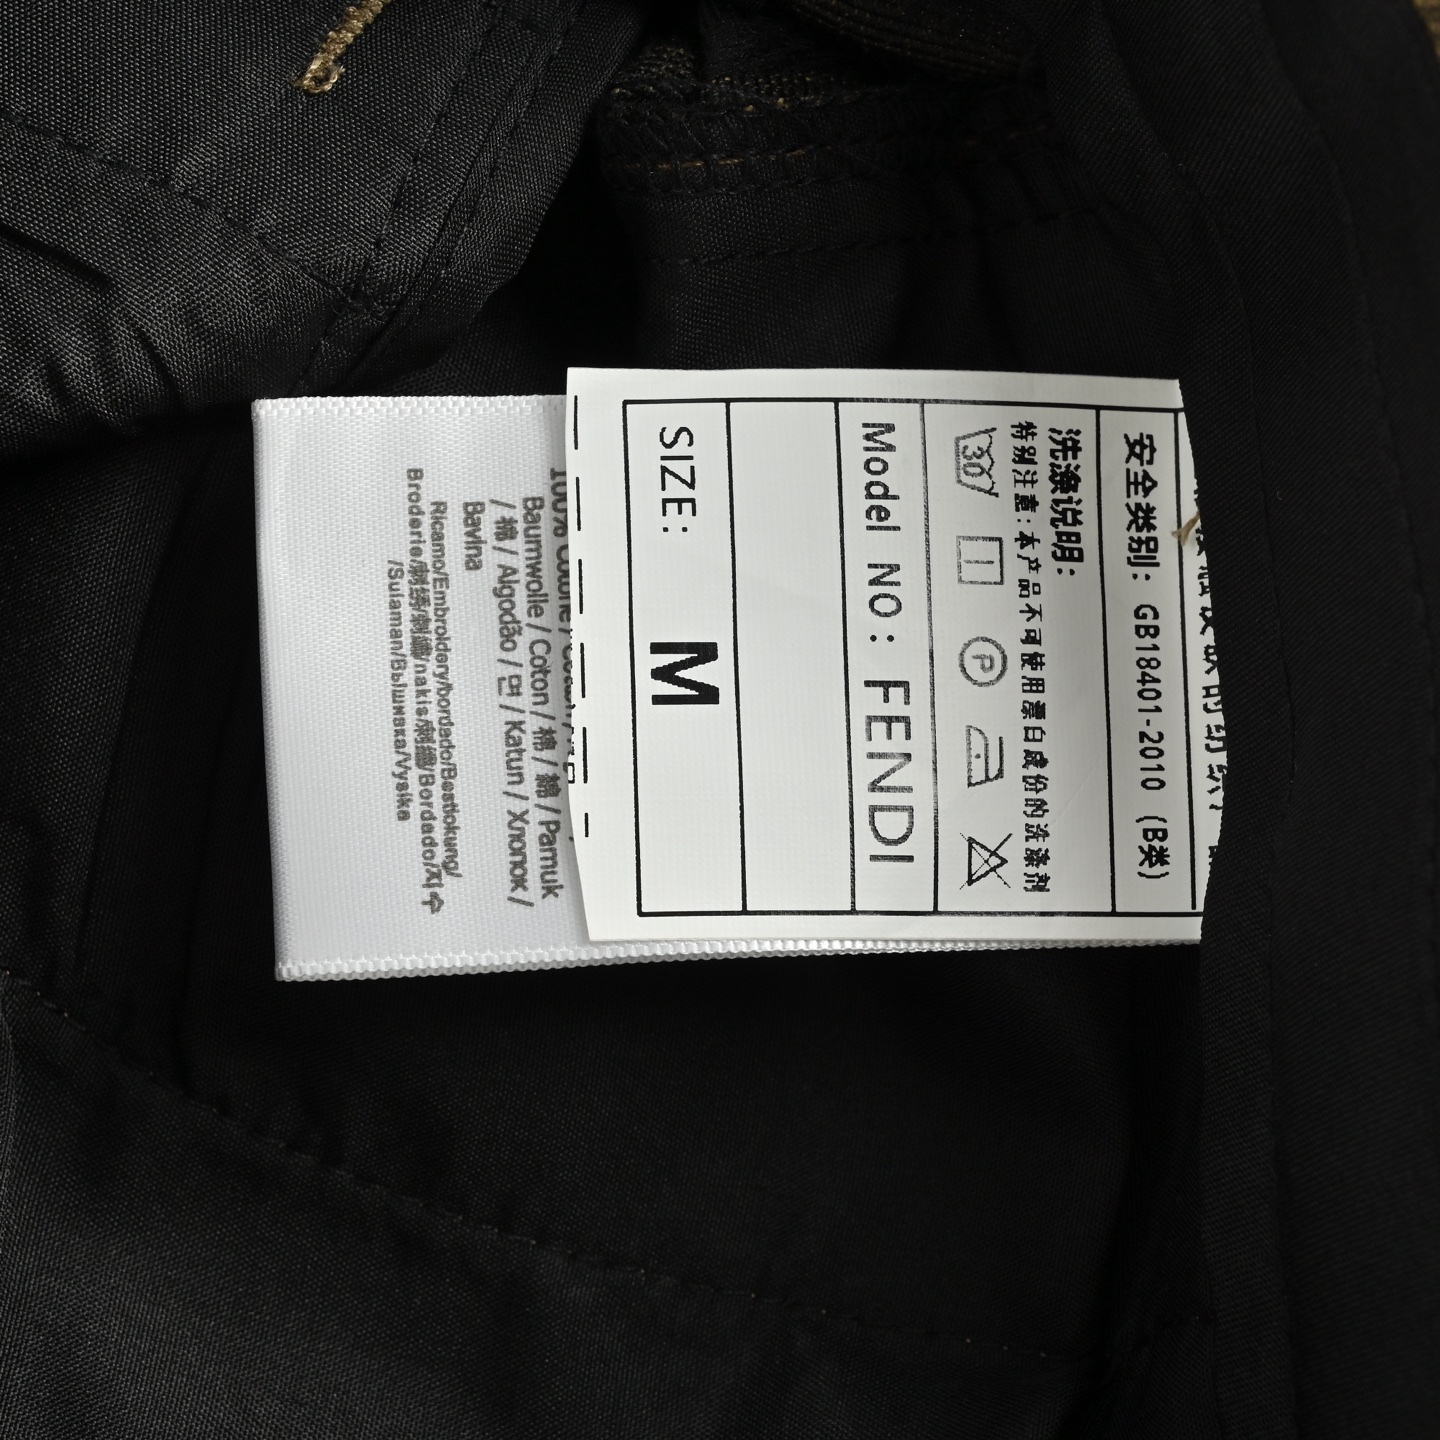 安全类别: GB18401-2010 (B类)
洗涤说明:
特别注意:本产品不可使用漂白成份的洗涤剂
30
P
Model NO: FENDI
SIZE: M
100%
Baumwolle / Coton / 棉 / 綿 / Pamuk
/ 棉 / Algodão / 면 / Katun / Хлопок /
Bavlna
Ricamo/Embroidery/bordado/Bestickung/
Broderie/刺绣/刺繍/nakis/刺繡/Bordado/자수
/Sulaman/Вышивка/Vysika